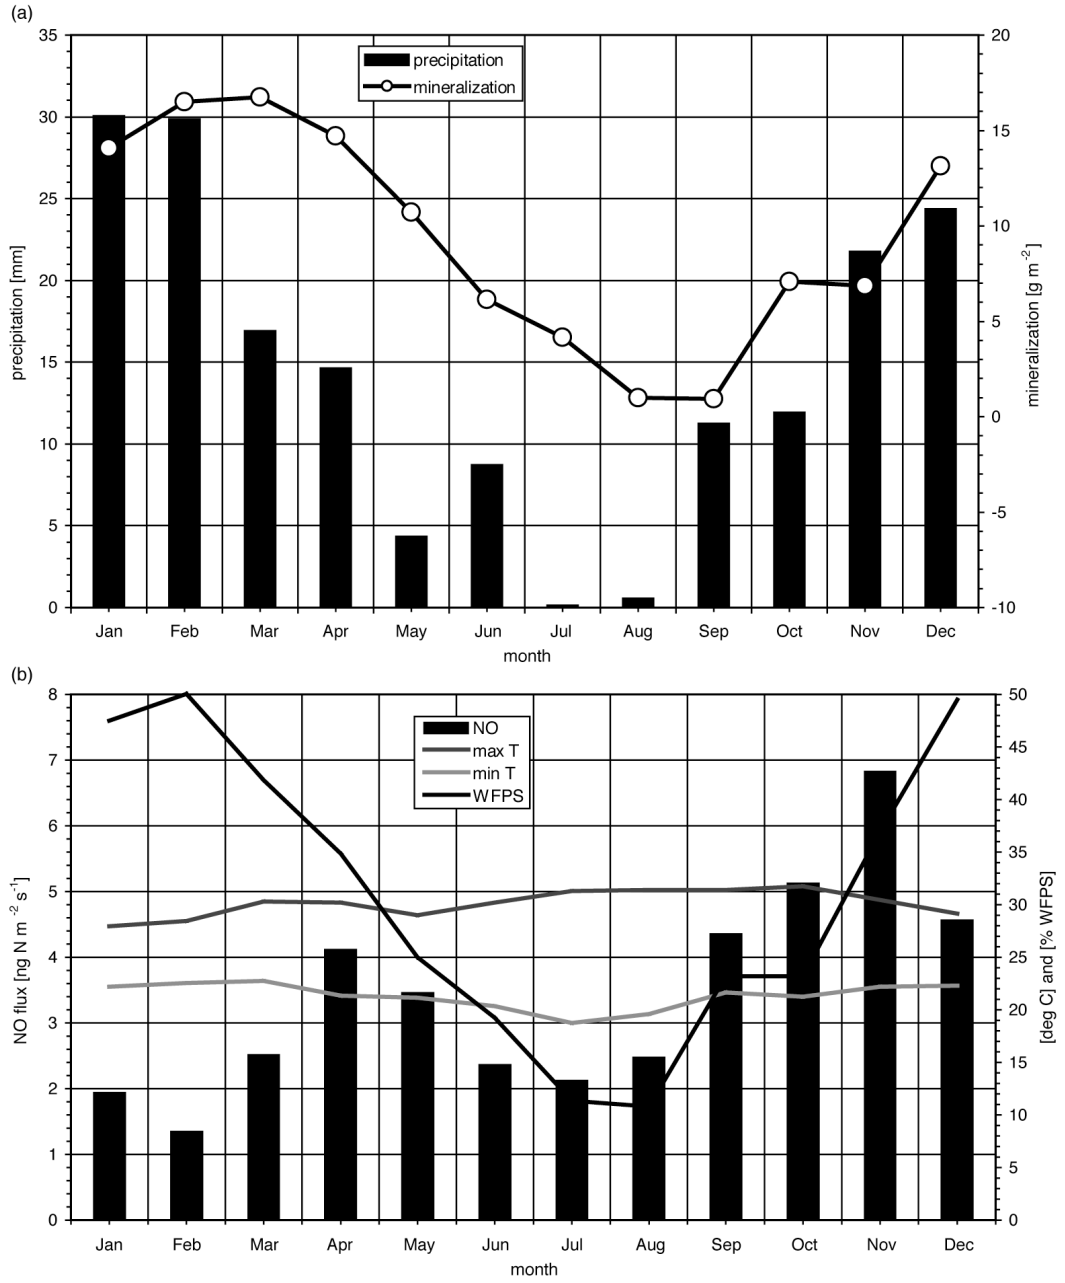 (a)
35
30
25
20
15
10
5
0
precipitation [mm]
precipitation
mineralization
20
15
10
5
0
-5
-10
mineralization [g m⁻²]
Jan Feb Mar Apr May Jun Jul Aug Sep Oct Nov Dec
month
(b)
8
7
6
5
4
3
2
1
0
NO flux [ng N m⁻² s⁻¹]
NO
max T
min T
WFPS
50
45
40
35
30
25
20
15
10
5
0
[deg C] and [% WFPS]
Jan Feb Mar Apr May Jun Jul Aug Sep Oct Nov Dec
month